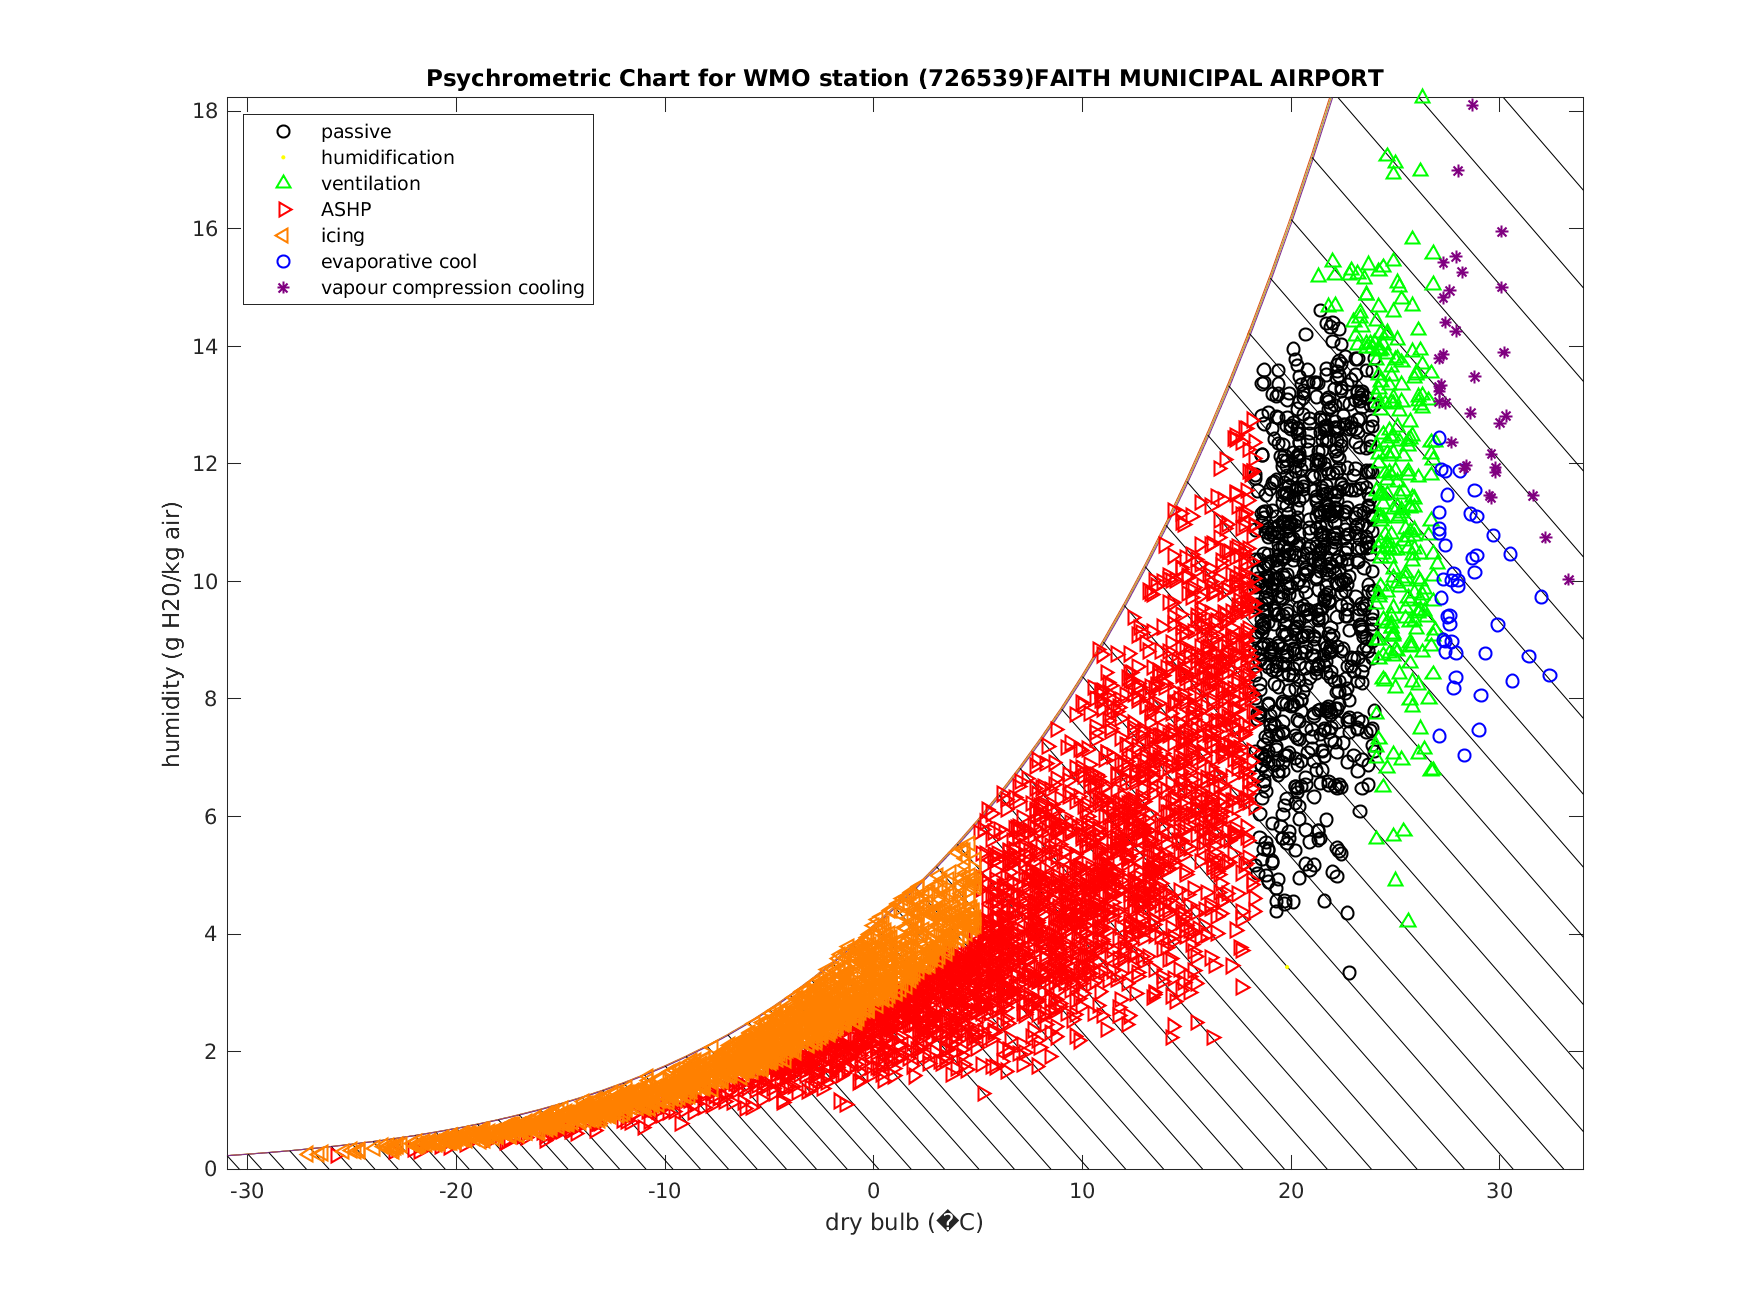 Psychrometric Chart for WMO station (726539)FAITH MUNICIPAL AIRPORT
passive
humidification
ventilation
ASHP
icing
evaporative cool
vapour compression cooling
humidity (g H20/kg air)
18
16
14
12
10
8
6
4
2
0
-30 -20 -10 0 10 20 30
dry bulb (�C)